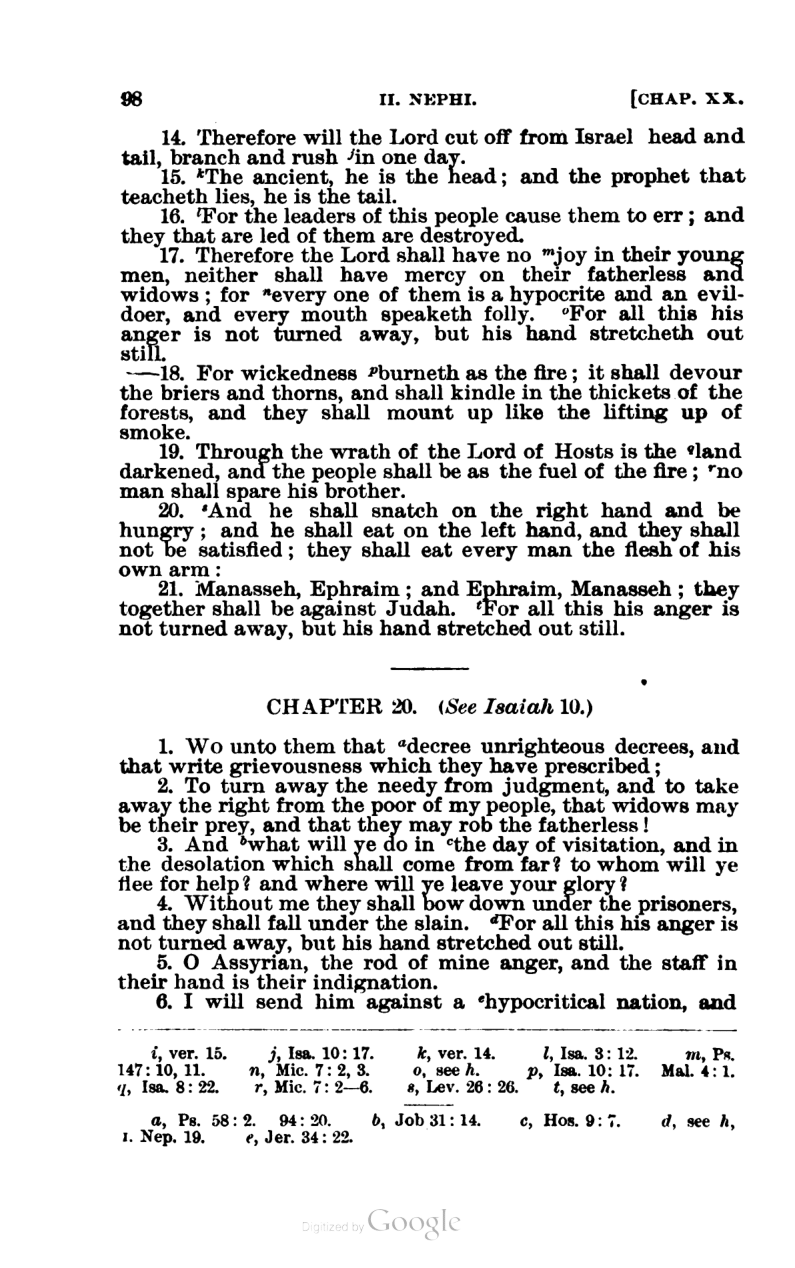 98 II. NEPHI. [CHAP. XX.
14. Therefore will the Lord cut off from Israel head and
tail, branch and rush jin one day.
15. kThe ancient, he is the head; and the prophet that
teacheth lies, he is the tail.
16. lFor the leaders of this people cause them to err; and
they that are led of them are destroyed.
17. Therefore the Lord shall have no mjoy in their young
men, neither shall have mercy on their fatherless and
widows; for nevery one of them is a hypocrite and an evil-
doer, and every mouth speaketh folly. oFor all this his
anger is not turned away, but his hand stretcheth out
still.
—18. For wickedness pburneth as the fire; it shall devour
the briers and thorns, and shall kindle in the thickets of the
forests, and they shall mount up like the lifting up of
smoke.
19. Through the wrath of the Lord of Hosts is the qland
darkened, and the people shall be as the fuel of the fire; rno
man shall spare his brother.
20. sAnd he shall snatch on the right hand and be
hungry; and he shall eat on the left hand, and they shall
not be satisfied; they shall eat every man the flesh of his
own arm:
21. Manasseh, Ephraim; and Ephraim, Manasseh; they
together shall be against Judah. tFor all this his anger is
not turned away, but his hand stretched out still.
CHAPTER 20. (See Isaiah 10.)
1. Wo unto them that adecree unrighteous decrees, and
that write grievousness which they have prescribed;
2. To turn away the needy from judgment, and to take
away the right from the poor of my people, that widows may
be their prey, and that they may rob the fatherless!
3. And bwhat will ye do in cthe day of visitation, and in
the desolation which shall come from far? to whom will ye
flee for help? and where will ye leave your glory?
4. Without me they shall bow down under the prisoners,
and they shall fall under the slain. dFor all this his anger is
not turned away, but his hand stretched out still.
5. O Assyrian, the rod of mine anger, and the staff in
their hand is their indignation.
6. I will send him against a ehypocritical nation, and
i, ver. 15. j, Isa. 10:17. k, ver. 14. l, Isa. 3:12. m, Ps.
147:10, 11. n, Mic. 7:2, 3. o, see h. p, Isa. 10:17. Mal. 4:1.
q, Isa. 8:22. r, Mic. 7:2—6. s, Lev. 26:26. t, see h.
a, Ps. 58:2. 94:20. b, Job 31:14. c, Hos. 9:7. d, see h,
I. Nep. 19. e, Jer. 34:22.
Digitized by Google